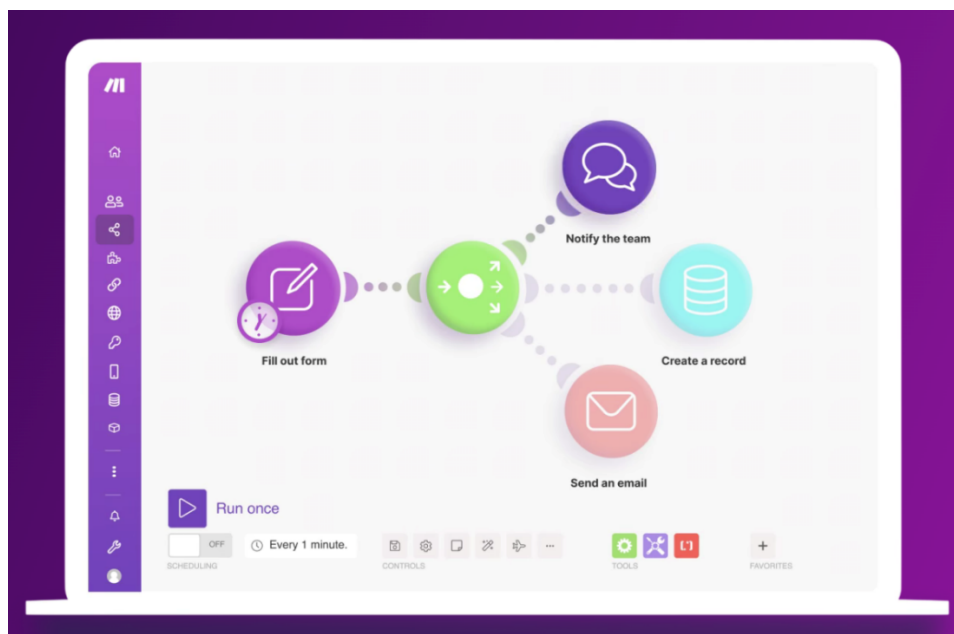 Notify the team
Fill out form
Create a record
Send an email
Run once
OFF
Every 1 minute.
SCHEDULING
CONTROLS
TOOLS
FAVORITES